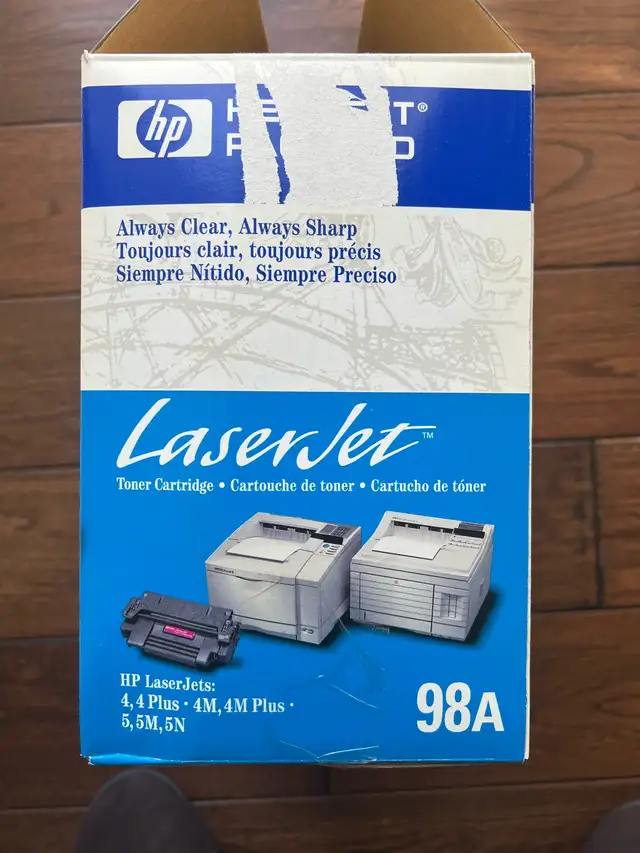 hp
Always Clear, Always Sharp
Toujours clair, toujours précis
Siempre Nítido, Siempre Preciso
LaserJet™
Toner Cartridge • Cartouche de toner • Cartucho de tóner
HP LaserJets:
4, 4 Plus · 4M, 4M Plus ·
5, 5M, 5N
98A